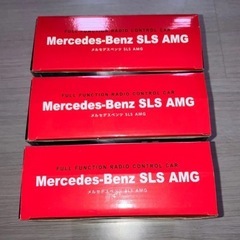 Mercedes-Benz SLS AMG
メルセデスベンツ SLS AMG
FULL FUNCTION RADIO CONTROL CAR
Mercedes-Benz SLS AMG
メルセデスベンツ SLS AMG
FULL FUNCTION RADIO CONTROL CAR
Mercedes-Benz SLS AMG
メルセデスベンツ SLS AMG